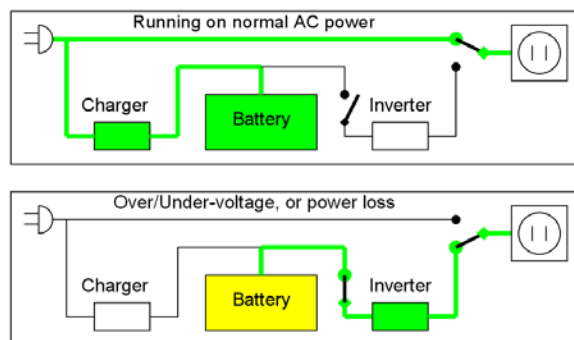 Running on normal AC power
Charger
Battery
Inverter
Over/Under-voltage, or power loss
Charger
Battery
Inverter